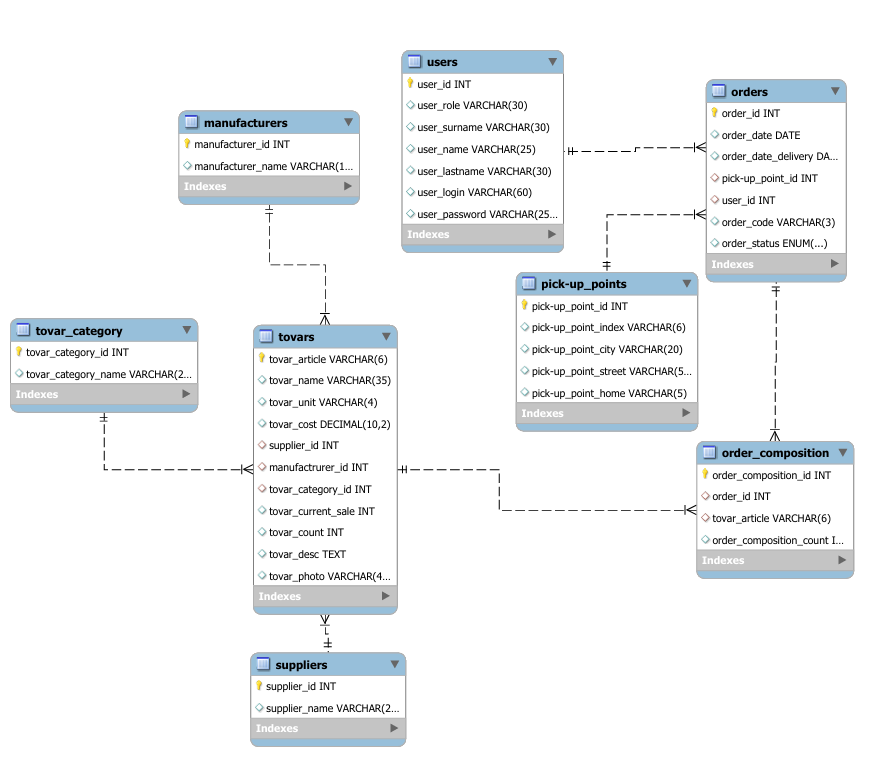 users
user_id INT
user_role VARCHAR(30)
user_surname VARCHAR(30)
user_name VARCHAR(25)
user_lastname VARCHAR(30)
user_login VARCHAR(60)
user_password VARCHAR(25...
Indexes
orders
order_id INT
order_date DATE
order_date_delivery DA...
pick-up_point_id INT
user_id INT
order_code VARCHAR(3)
order_status ENUM(...)
Indexes
manufacturers
manufacturer_id INT
manufacturer_name VARCHAR(1...
Indexes
pick-up_points
pick-up_point_id INT
pick-up_point_index VARCHAR(6)
pick-up_point_city VARCHAR(20)
pick-up_point_street VARCHAR(5...
pick-up_point_home VARCHAR(5)
Indexes
tovar_category
tovar_category_id INT
tovar_category_name VARCHAR(2...
Indexes
tovars
tovar_article VARCHAR(6)
tovar_name VARCHAR(35)
tovar_unit VARCHAR(4)
tovar_cost DECIMAL(10,2)
supplier_id INT
manufactrurer_id INT
tovar_category_id INT
tovar_current_sale INT
tovar_count INT
tovar_desc TEXT
tovar_photo VARCHAR(4...
Indexes
order_composition
order_composition_id INT
order_id INT
tovar_article VARCHAR(6)
order_composition_count I...
Indexes
suppliers
supplier_id INT
supplier_name VARCHAR(2...
Indexes